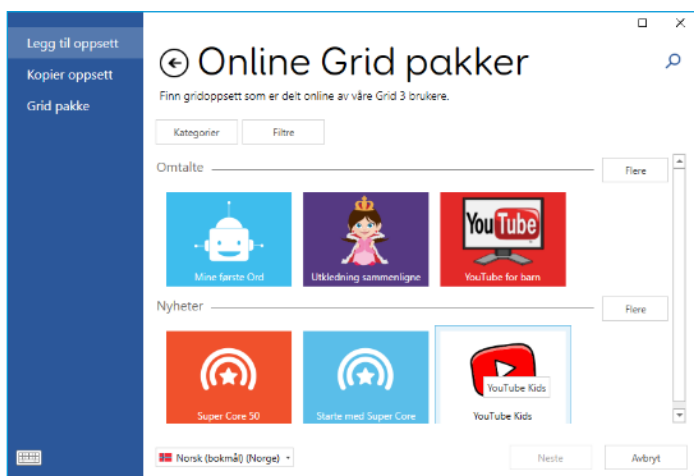 Legg til oppsett
Kopier oppsett
Grid pakke
Online Grid pakker
Finn gridoppsett som er delt online av våre Grid 3 brukere.
Kategorier
Filtre
Omtalte
Flere
You Tube
Mine første Ord
Utkledning sammenligne
YouTube for barn
Nyheter
Flere
YouTube Kids
Super Core 50
Starte med Super Core
YouTube Kids
Norsk (bokmål) (Norge)
Neste
Avbryt